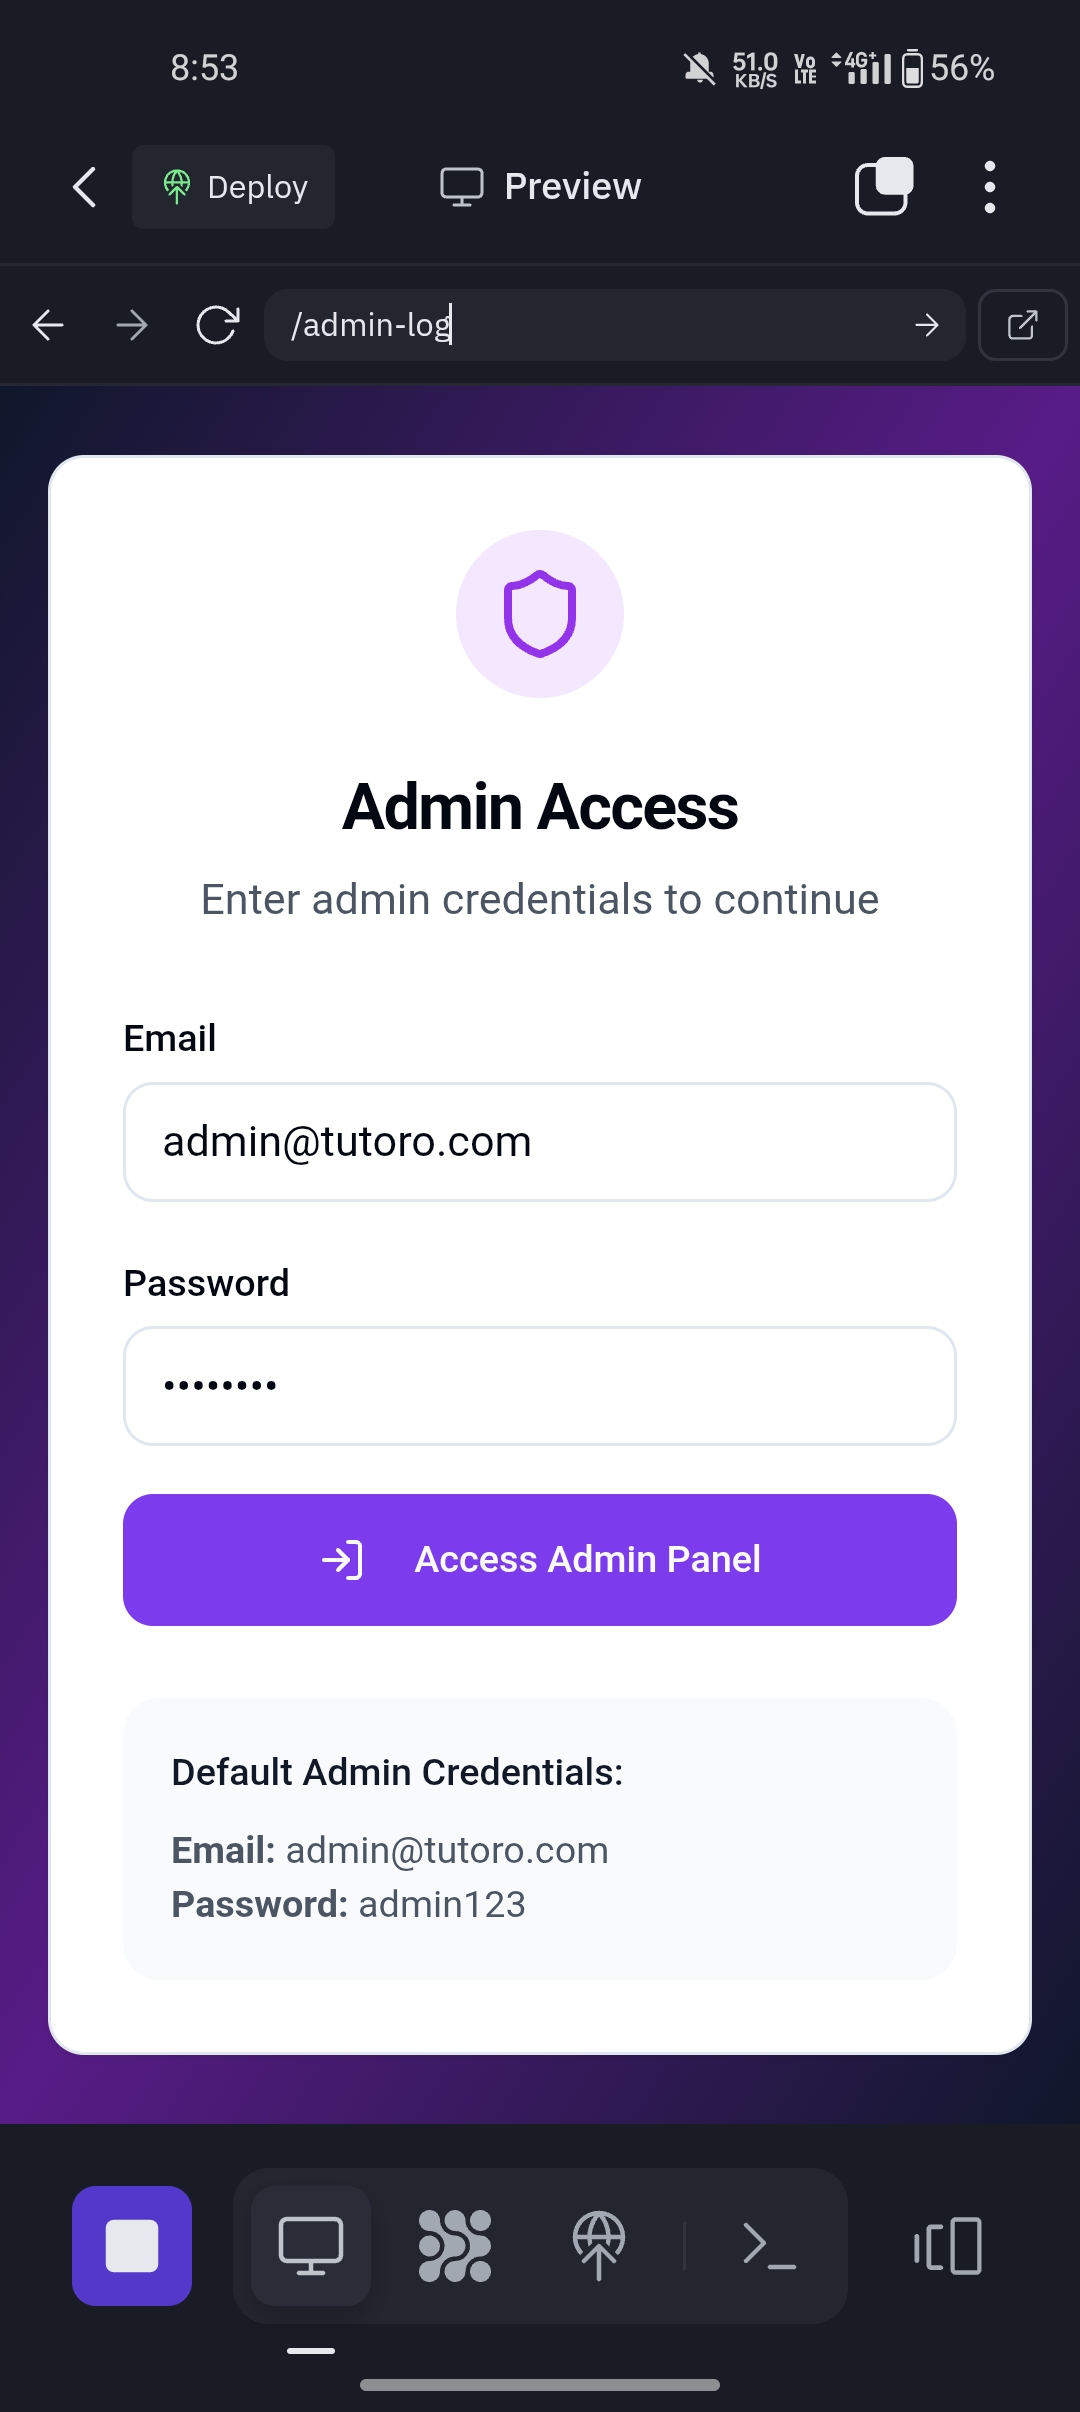 8:53
51.0 KB/S
Vo LTE
4G+
56%
Deploy
Preview
/admin-log
Admin Access
Enter admin credentials to continue
Email
admin@tutoro.com
Password
••••••••
Access Admin Panel
Default Admin Credentials:
Email: admin@tutoro.com
Password: admin123